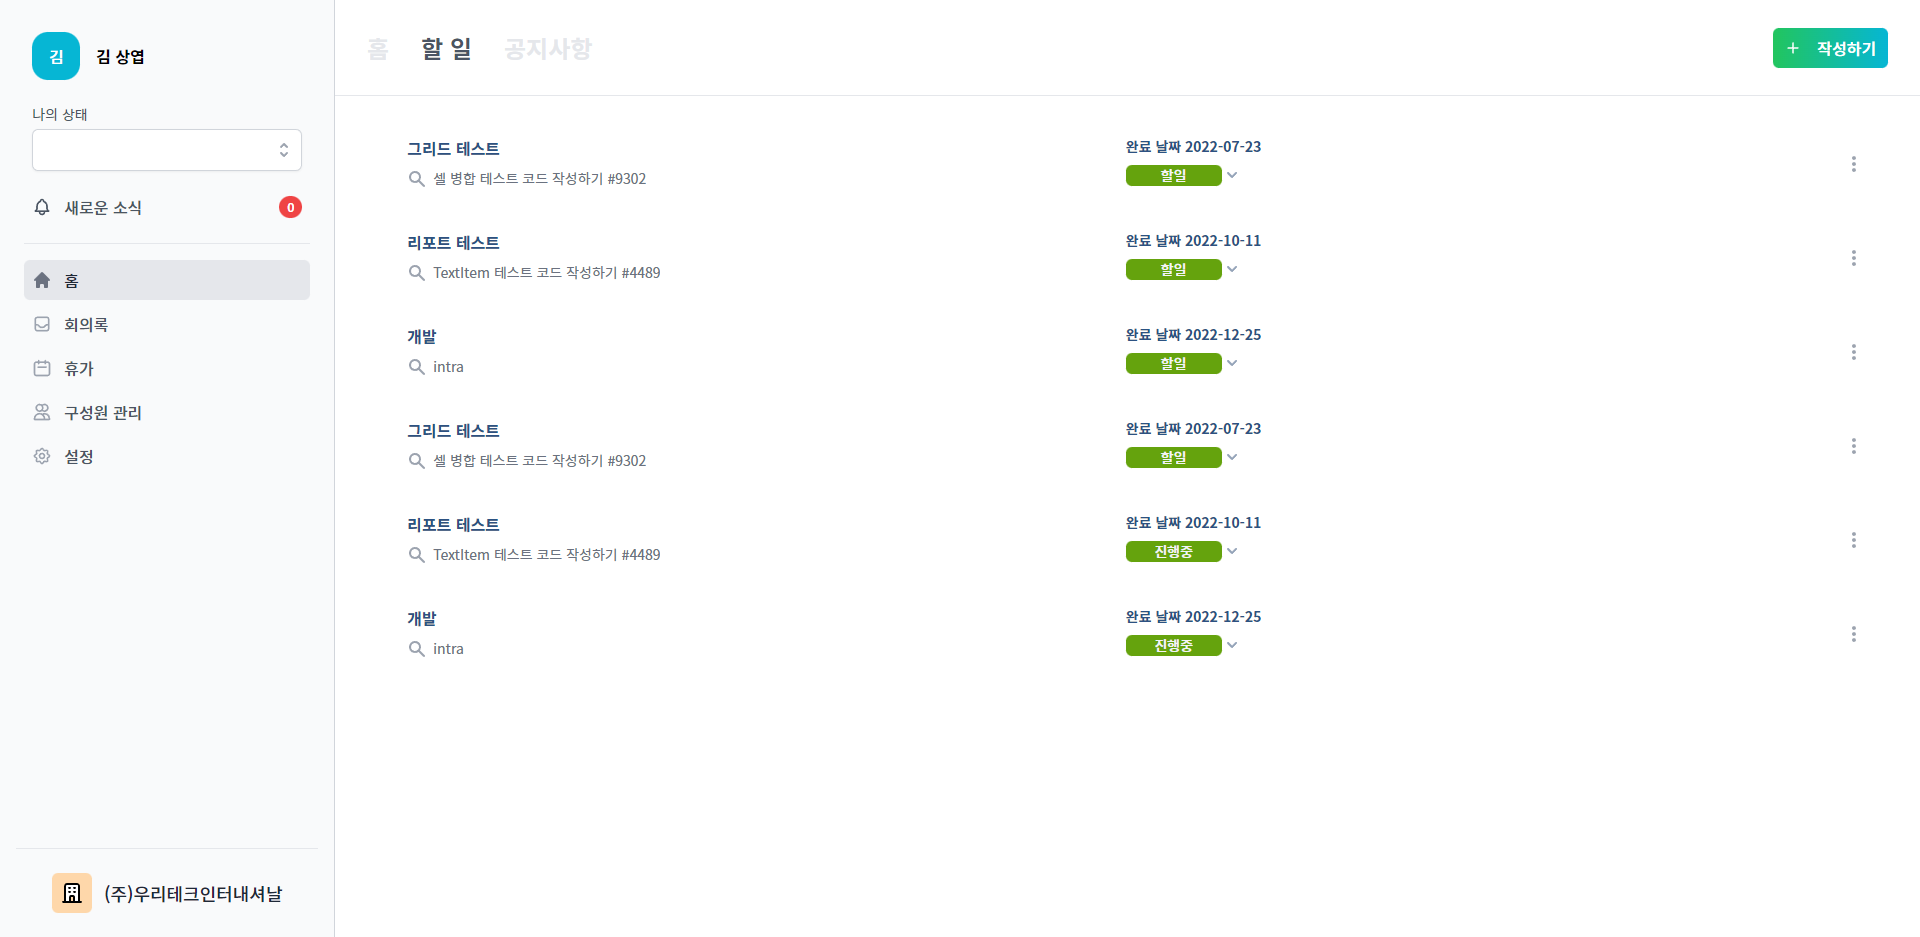 김
김 상엽
나의 상태
새로운 소식
0
홈
회의록
휴가
구성원 관리
설정
(주)우리테크인터내셔날
홈 할 일 공지사항
+ 작성하기
그리드 테스트
셀 병합 테스트 코드 작성하기 #9302
완료 날짜 2022-07-23
할일
리포트 테스트
TextItem 테스트 코드 작성하기 #4489
완료 날짜 2022-10-11
할일
개발
intra
완료 날짜 2022-12-25
할일
그리드 테스트
셀 병합 테스트 코드 작성하기 #9302
완료 날짜 2022-07-23
할일
리포트 테스트
TextItem 테스트 코드 작성하기 #4489
완료 날짜 2022-10-11
진행중
개발
intra
완료 날짜 2022-12-25
진행중